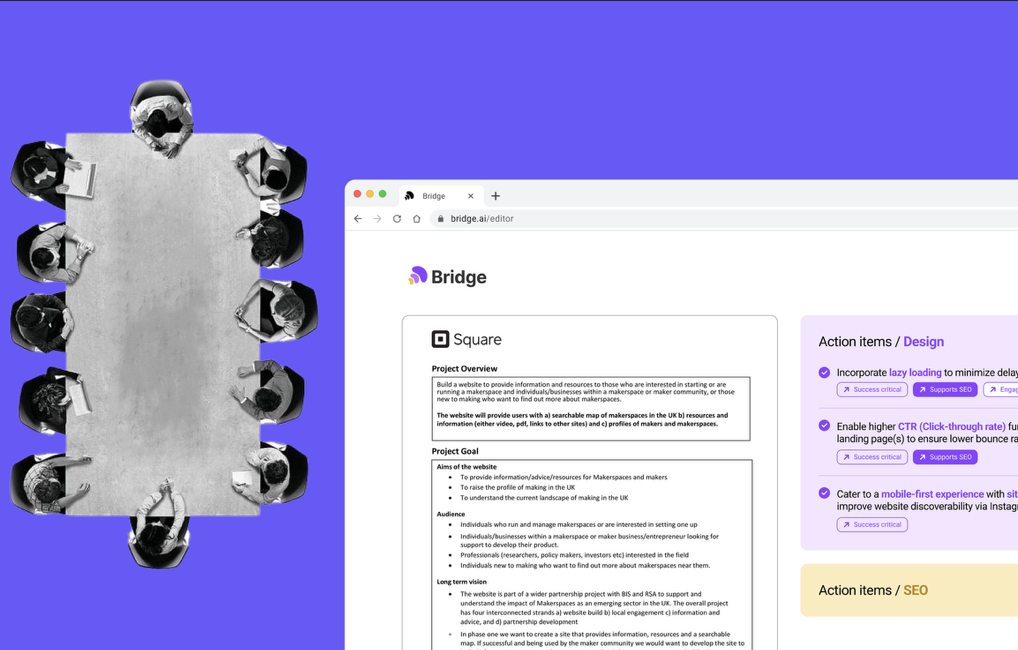 Bridge
bridge.ai/editor
Bridge
Square
Project Overview
Build a website to provide information and resources to those who are interested in starting or are
running a makerspace and individuals/businesses within a makerspace or maker community, or those
new to making who want to find out more about makerspaces.
The website will provide users with a) searchable map of makerspaces in the UK b) resources and
information (either video, pdf, links to other sites) and c) profiles of makers and makerspaces.
Project Goal
Aims of the website
• To provide information/advice/resources for Makerspaces and makers
• To raise the profile of making in the UK
• To understand the current landscape of making in the UK
Audience
• Individuals who run and manage makerspaces or are interested in setting one up
• Individuals/businesses within a makerspace or maker business/entrepreneur looking for
support to develop their product.
• Professionals (researchers, policy makers, investors etc) interested in the field
• Individuals new to making who want to find out more about makerspaces near them.
Long term vision
• The website is part of a wider partnership project with BIS and RSA to support and
understand the impact of Makerspaces as an emerging sector in the UK. The overall project
has four interconnected strands a) website build b) local engagement c) information and
advice, and d) partnership development
• In phase one we want to create a site that provides information, resources and a searchable
map. If successful and being used by the maker community we would want to develop the site to
Action items / Design
Incorporate lazy loading to minimize delay
Success critical
Supports SEO
Engag
Enable higher CTR (Click-through rate) fu
landing page(s) to ensure lower bounce ra
Success critical
Supports SEO
Cater to a mobile-first experience with sit
improve website discoverability via Instag
Success critical
Action items / SEO